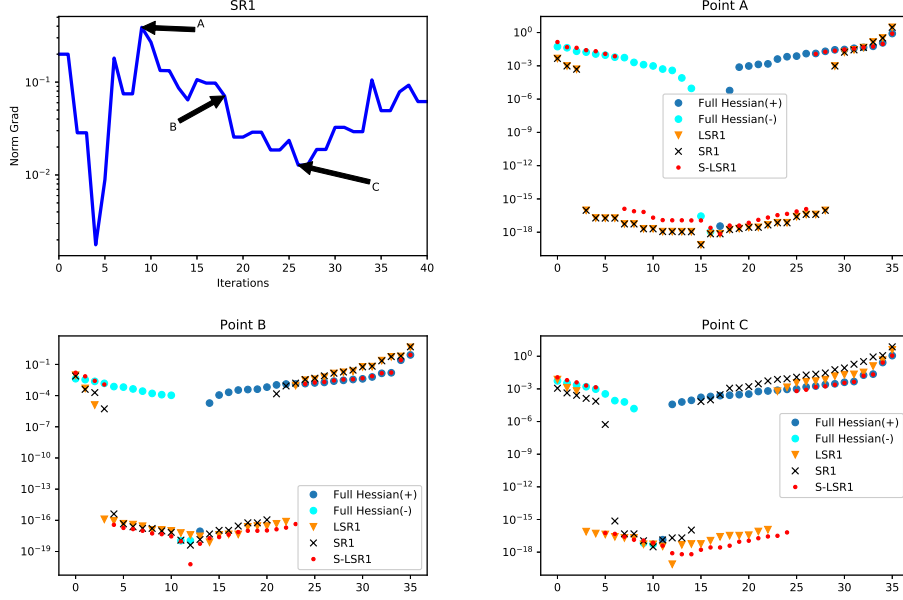 SR1
A
B
C
Norm Grad
10⁻¹
10⁻²
0 5 10 15 20 25 30 35 40
Iterations
Point A
10⁰
10⁻³
10⁻⁶
10⁻⁹
10⁻¹²
10⁻¹⁵
10⁻¹⁸
Full Hessian(+)
Full Hessian(-)
LSR1
SR1
S-LSR1
0 5 10 15 20 25 30 35
Point B
10⁻¹
10⁻⁴
10⁻⁷
10⁻¹⁰
10⁻¹³
10⁻¹⁶
10⁻¹⁹
Full Hessian(+)
Full Hessian(-)
LSR1
SR1
S-LSR1
0 5 10 15 20 25 30 35
Point C
10⁰
10⁻³
10⁻⁶
10⁻⁹
10⁻¹²
10⁻¹⁵
10⁻¹⁸
Full Hessian(+)
Full Hessian(-)
LSR1
SR1
S-LSR1
0 5 10 15 20 25 30 35